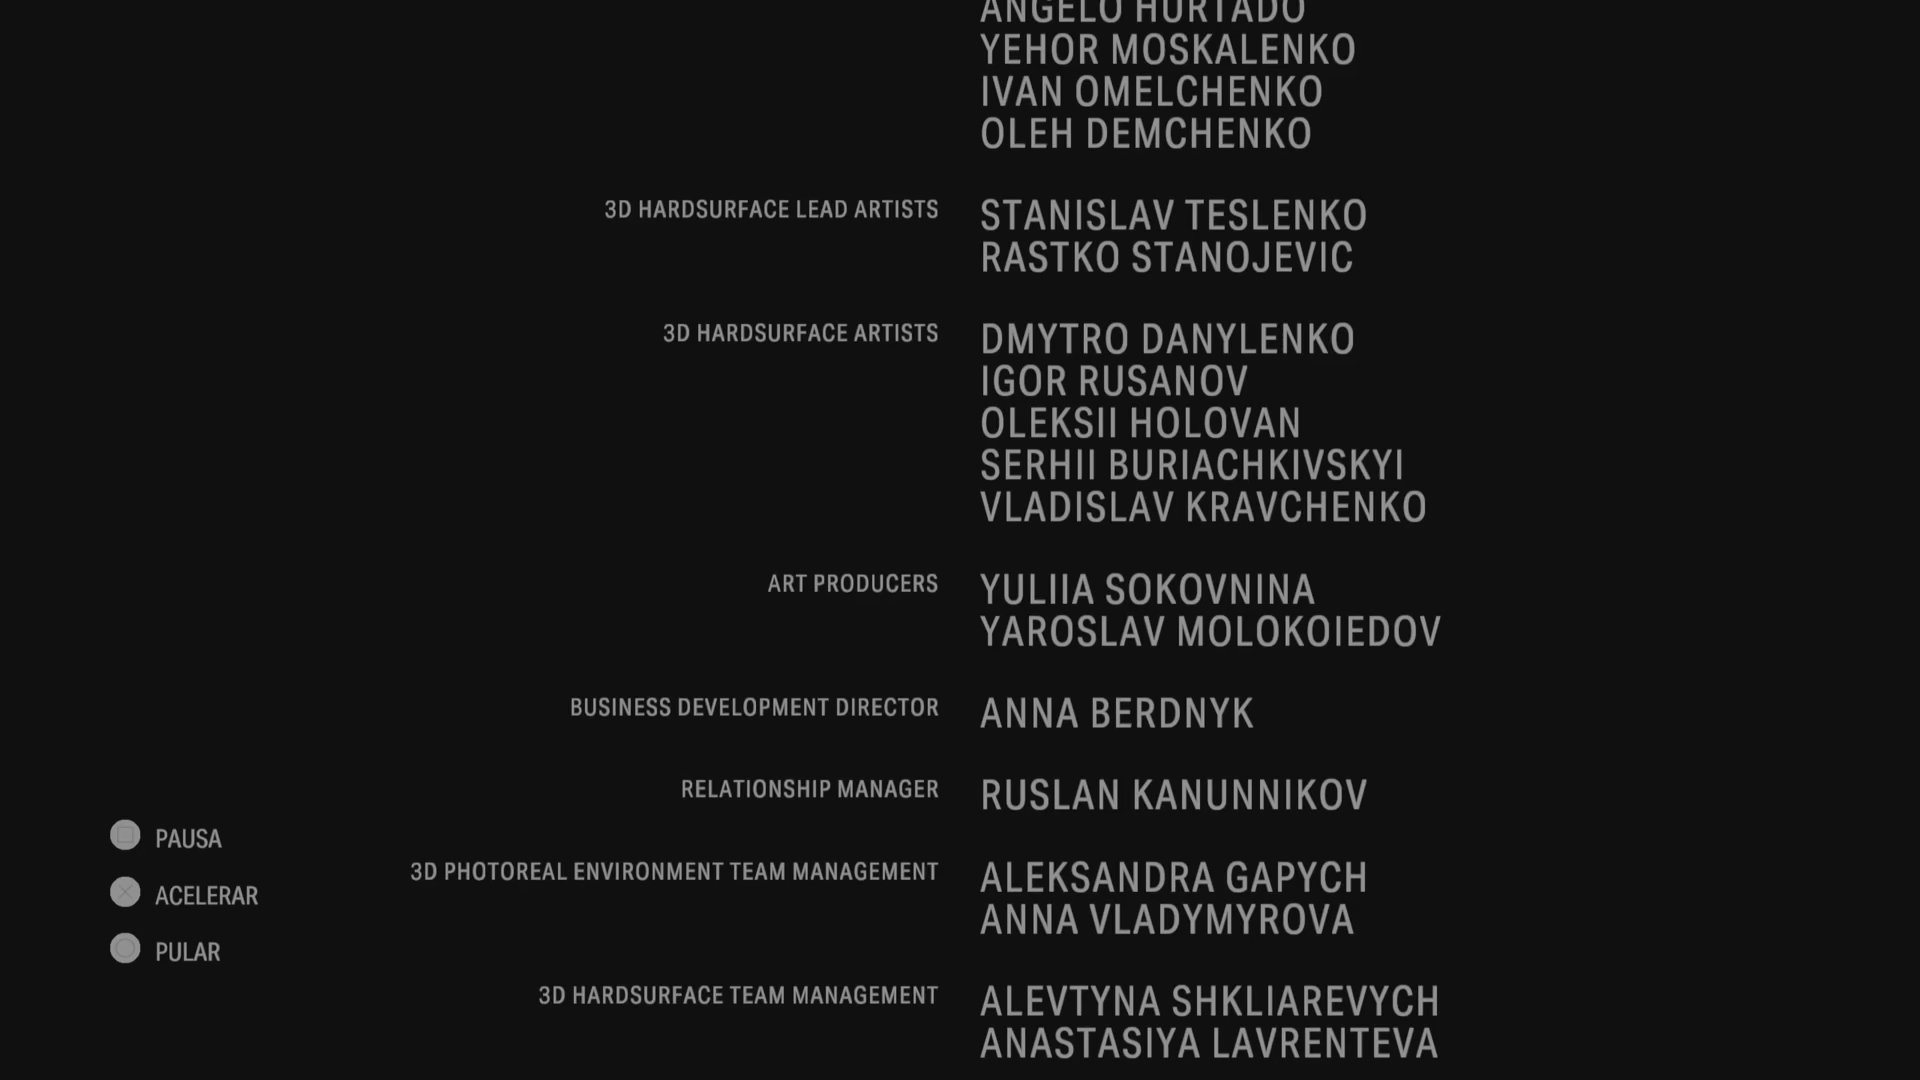 ANGELO HURTADO
YEHOR MOSKALENKO
IVAN OMELCHENKO
OLEH DEMCHENKO
3D HARDSURFACE LEAD ARTISTS STANISLAV TESLENKO
RASTKO STANOJEVIC
3D HARDSURFACE ARTISTS DMYTRO DANYLENKO
IGOR RUSANOV
OLEKSII HOLOVAN
SERHII BURIACHKIVSKYI
VLADISLAV KRAVCHENKO
ART PRODUCERS YULIIA SOKOVNINA
YAROSLAV MOLOKOIEDOV
BUSINESS DEVELOPMENT DIRECTOR ANNA BERDNYK
RELATIONSHIP MANAGER RUSLAN KANUNNIKOV
3D PHOTOREAL ENVIRONMENT TEAM MANAGEMENT ALEKSANDRA GAPYCH
ANNA VLADYMYROVA
3D HARDSURFACE TEAM MANAGEMENT ALEVTYNA SHKLIAREVYCH
ANASTASIYA LAVRENTEVA
PAUSA
ACELERAR
PULAR